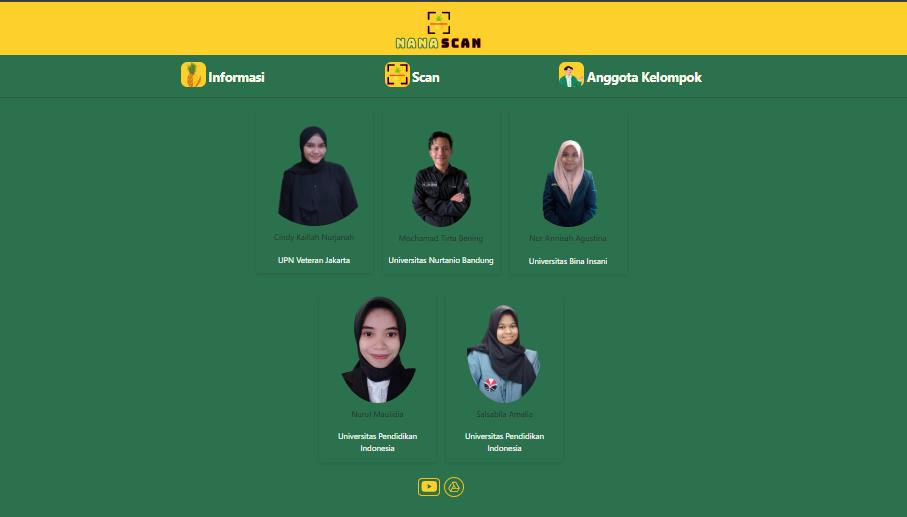 NANASCAN
Informasi
Scan
Anggota Kelompok
Cindy Kaillah Nurjanah
Mochamad Tirta Bening
Nur Annisah Agustina
UPN Veteran Jakarta
Universitas Nurtanio Bandung
Universitas Bina Insani
Nurul Maulidia
Salsabila Amalia
Universitas Pendidikan
Indonesia
Universitas Pendidikan
Indonesia